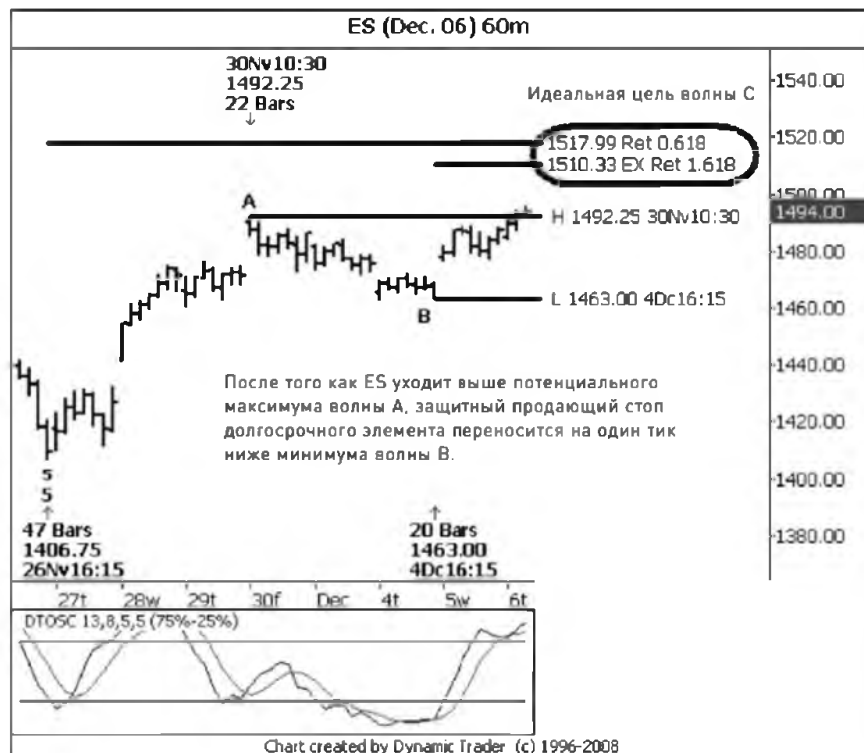 ES (Dec. 06) 60m
30Nv10:30
1492.25
22 Bars
Идеальная цель волны С
1540.00
1520.00
1517.99 Ret 0.618
1510.33 EX Ret 1.618
1500.00
A
H 1492.25 30Nv10:30
1494.00
1480.00
L 1463.00 4Dc16:15
1460.00
B
1440.00
После того как ES уходит выше потенциального
максимума волны А, защитный продающий стоп
долгосрочного элемента переносится на один тик
ниже минимума волны В.
1420.00
1400.00
5
5
47 Bars
1406.75
26Nv16:15
20 Bars
1463.00
4Dc16:15
1380.00
27t 28w 29t 30f Dec 4t 5w 6t
DTOSC 13,8,5,5 (75%-25%)
Chart created by Dynamic Trader (c) 1996-2008